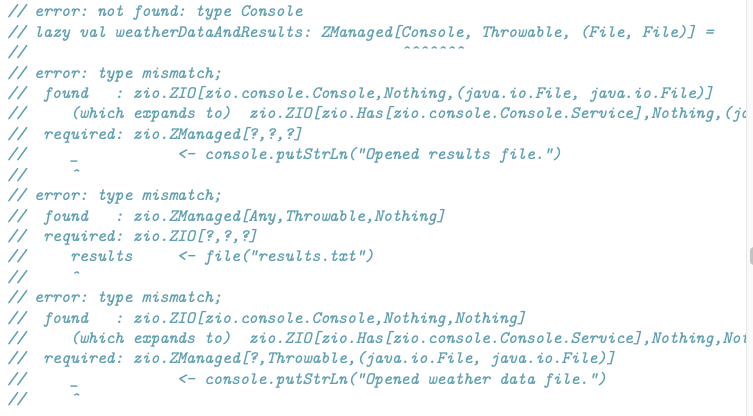 // error: not found: type Console
// lazy val weatherDataAndResults: ZManaged[Console, Throwable, (File, File)] =
//                                          ^^^^^^^
// error: type mismatch;
//  found   : zio.ZIO[zio.console.Console,Nothing,(java.io.File, java.io.File)]
//     (which expands to)  zio.ZIO[zio.Has[zio.console.Console.Service],Nothing,(
//  required: zio.ZManaged[?,?,?]
//     _           <- console.putStrLn("Opened results file.")
//     ^
// error: type mismatch;
//  found   : zio.ZManaged[Any,Throwable,Nothing]
//  required: zio.ZIO[?,?,?]
//     results     <- file("results.txt")
//     ^
// error: type mismatch;
//  found   : zio.ZIO[zio.console.Console,Nothing,Nothing]
//     (which expands to)  zio.ZIO[zio.Has[zio.console.Console.Service],Nothing,
//  required: zio.ZManaged[?,Throwable,(java.io.File, java.io.File)]
//     _           <- console.putStrLn("Opened weather data file.")
//     ^